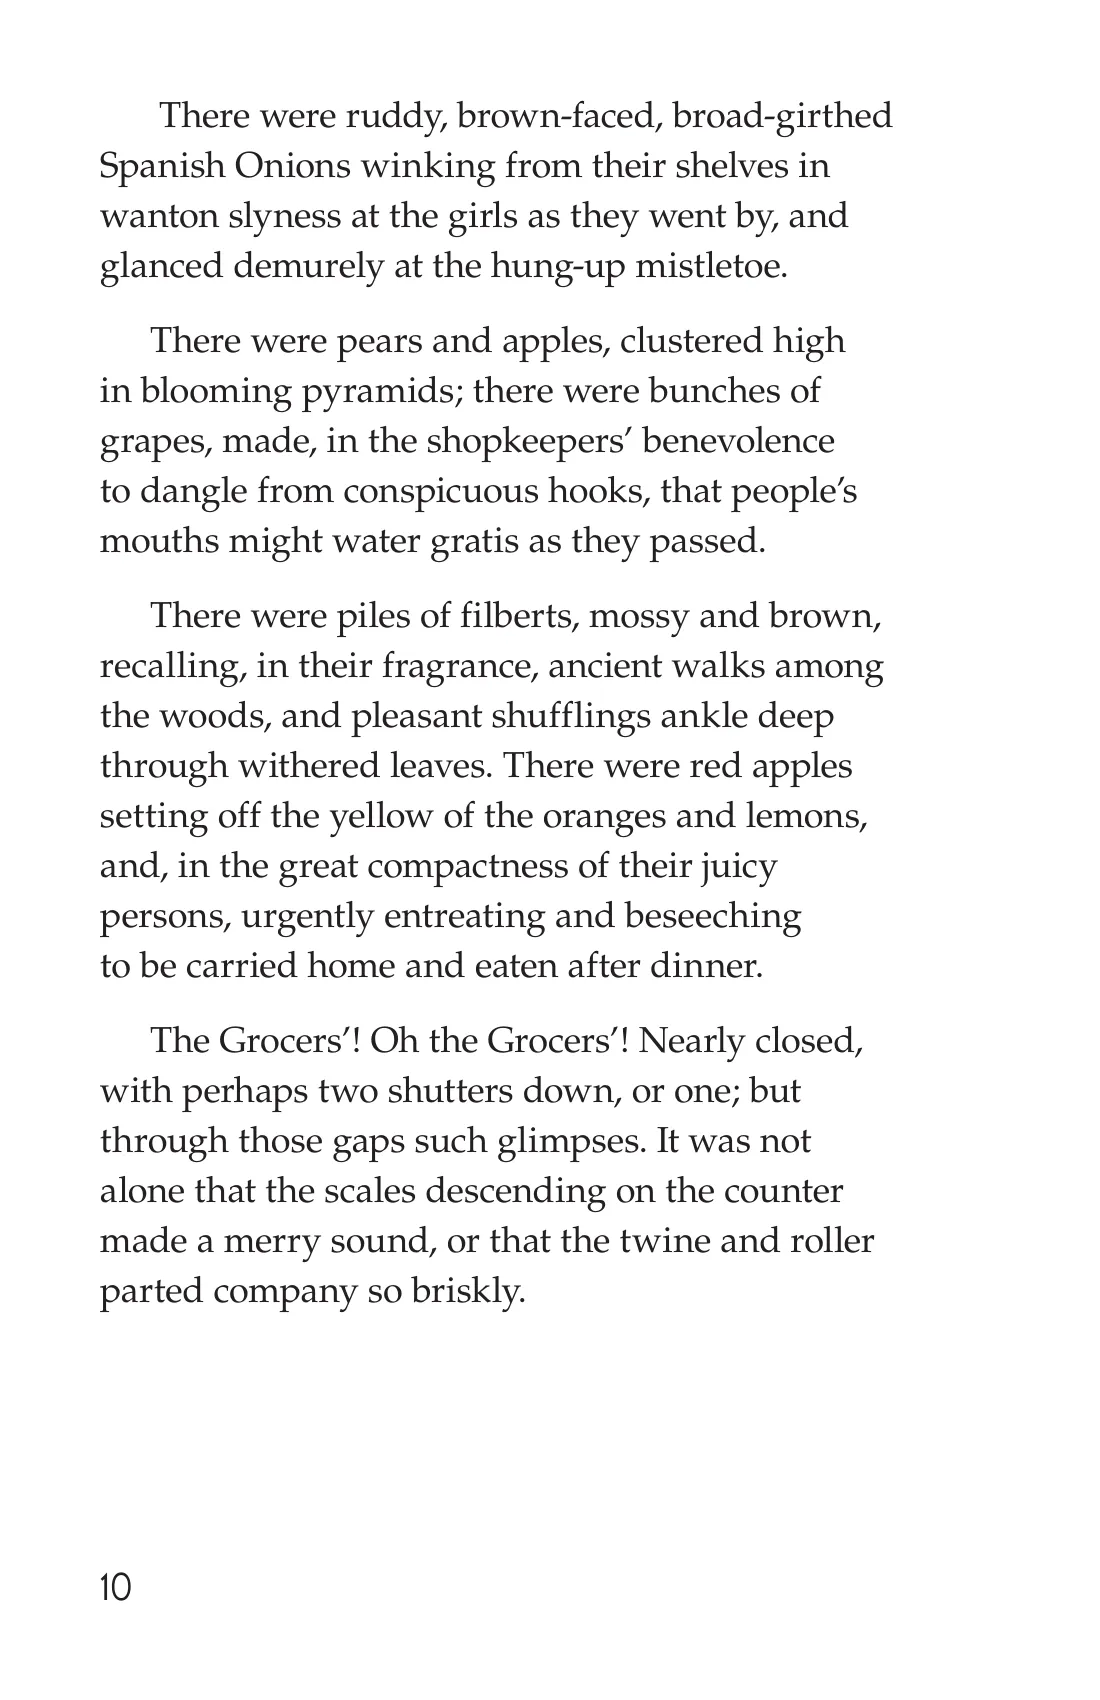 There were ruddy, brown-faced, broad-girthed
Spanish Onions winking from their shelves in
wanton slyness at the girls as they went by, and
glanced demurely at the hung-up mistletoe.
There were pears and apples, clustered high
in blooming pyramids; there were bunches of
grapes, made, in the shopkeepers’ benevolence
to dangle from conspicuous hooks, that people’s
mouths might water gratis as they passed.
There were piles of filberts, mossy and brown,
recalling, in their fragrance, ancient walks among
the woods, and pleasant shufflings ankle deep
through withered leaves. There were red apples
setting off the yellow of the oranges and lemons,
and, in the great compactness of their juicy
persons, urgently entreating and beseeching
to be carried home and eaten after dinner.
The Grocers’! Oh the Grocers’! Nearly closed,
with perhaps two shutters down, or one; but
through those gaps such glimpses. It was not
alone that the scales descending on the counter
made a merry sound, or that the twine and roller
parted company so briskly.
10